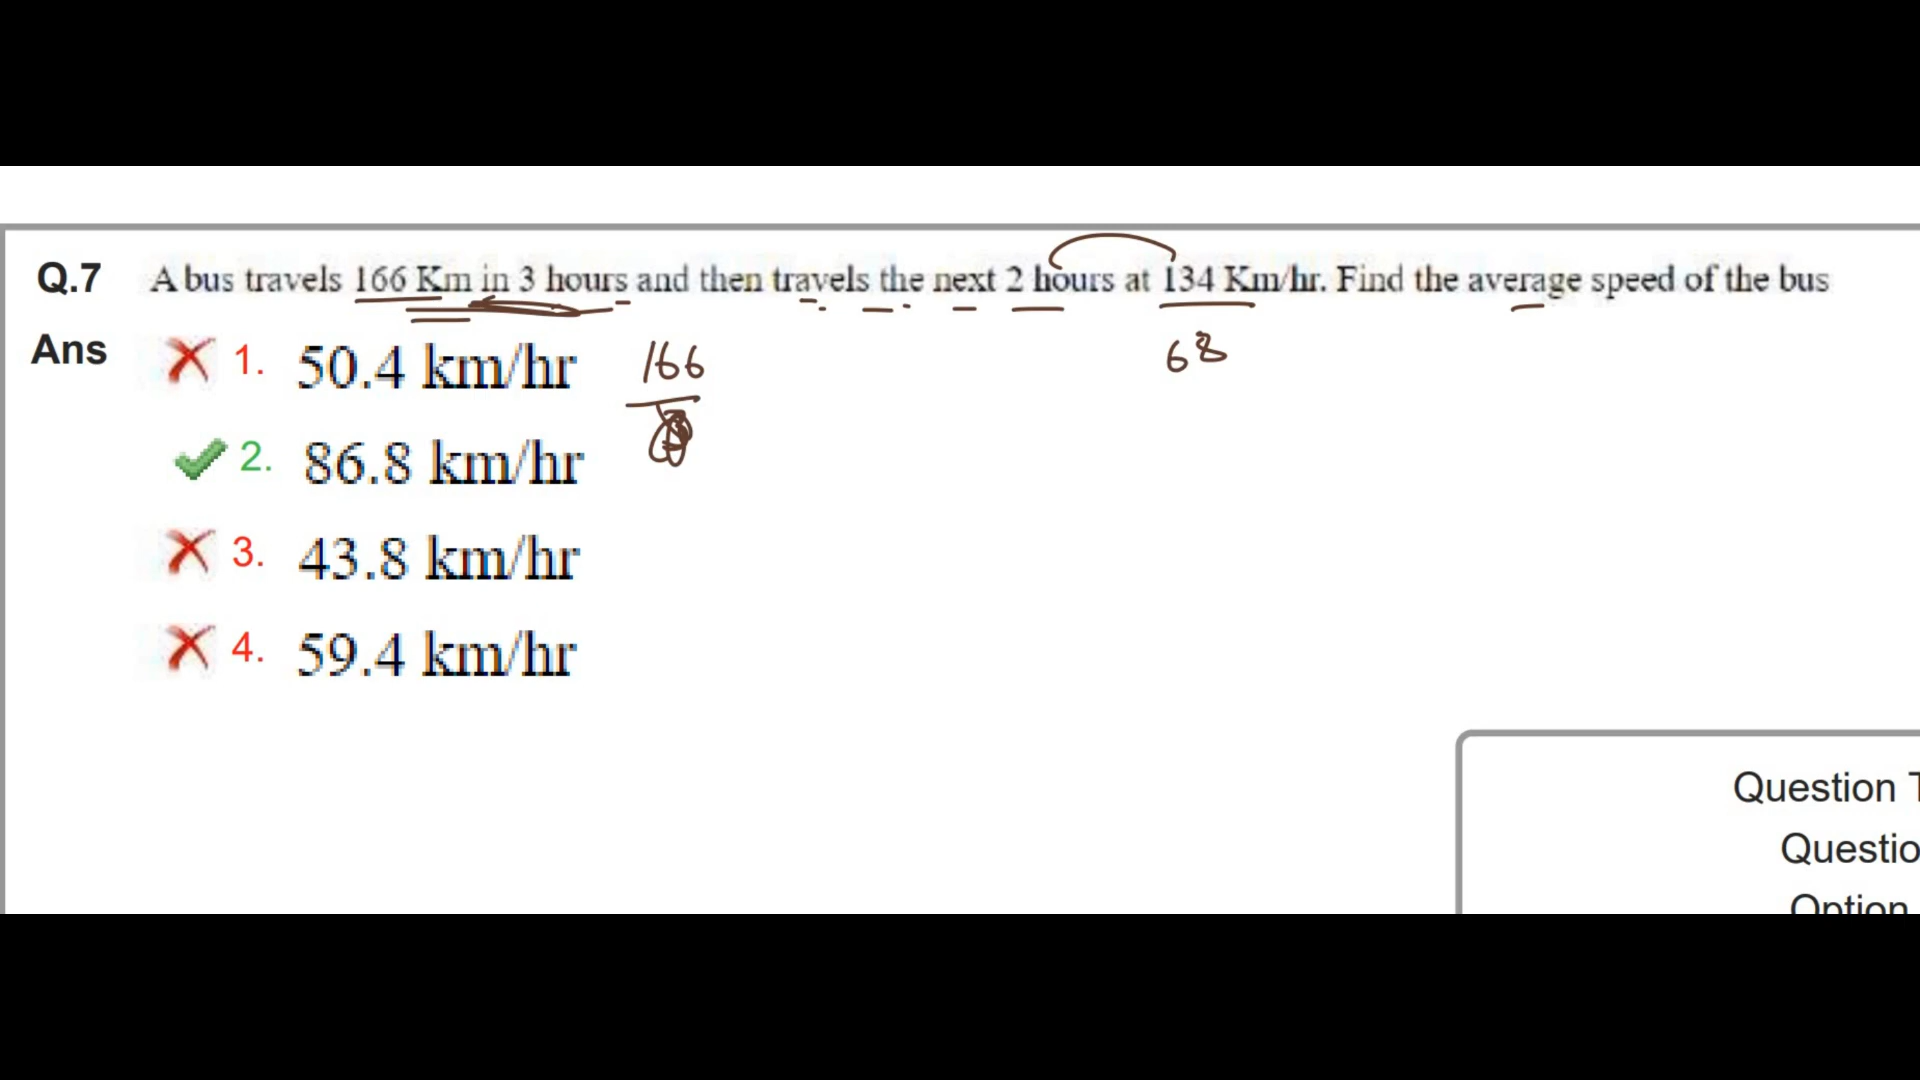 Q.7 A bus travels 166 Km in 3 hours and then travels the next 2 hours at 134 Km/hr. Find the average speed of the bus
Ans 1. 50.4 km/hr
166
68
2. 86.8 km/hr
3. 43.8 km/hr
4. 59.4 km/hr
Question T
Questio
Option